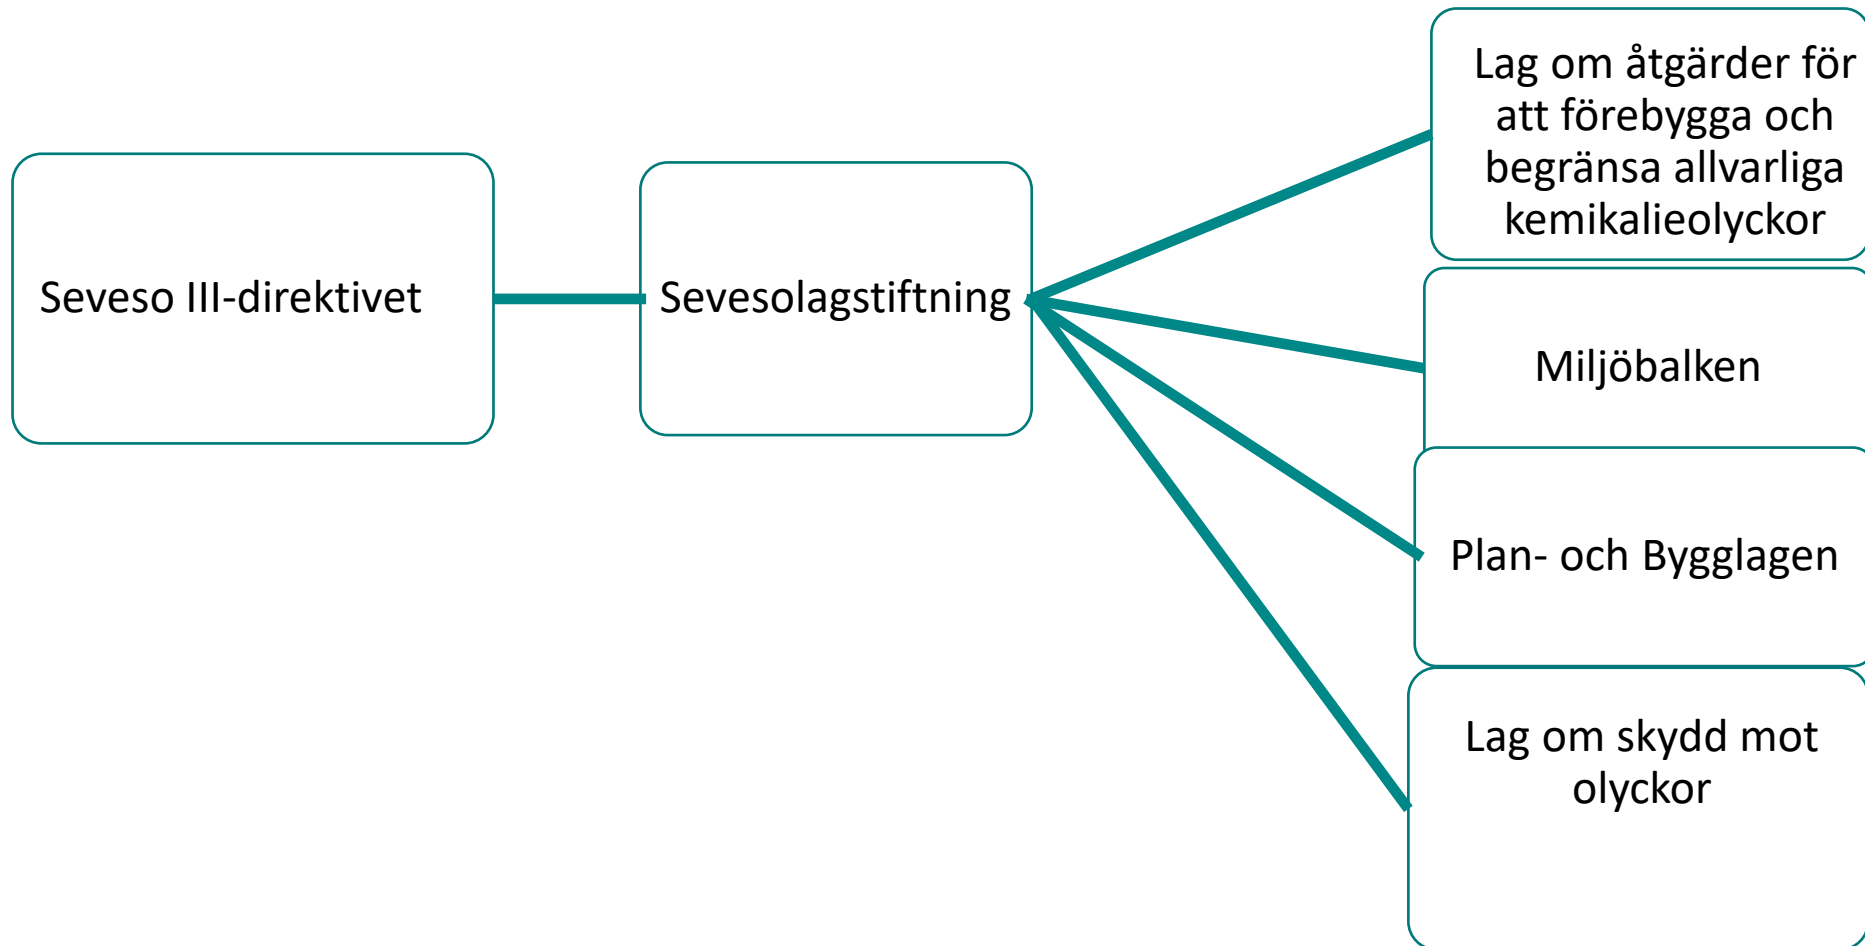 Seveso III-direktivet
Sevesolagstiftning
Lag om åtgärder för
att förebygga och
begränsa allvarliga
kemikalieolyckor
Miljöbalken
Plan- och Bygglagen
Lag om skydd mot
olyckor